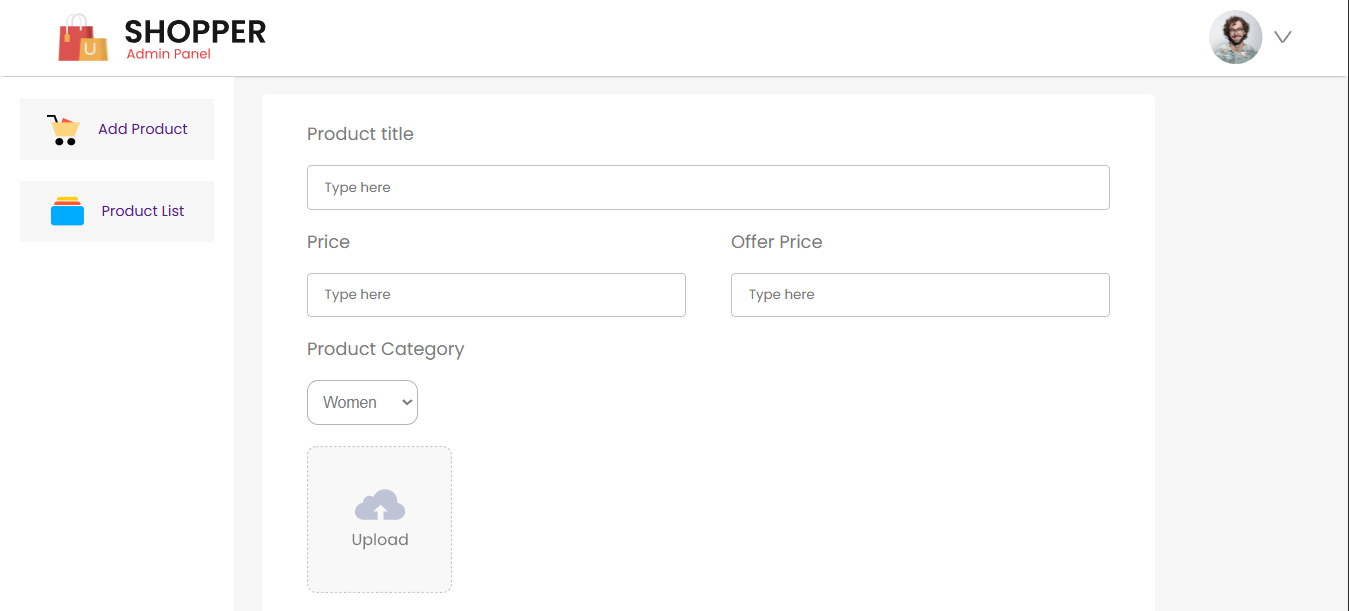 SHOPPER
Admin Panel
U
Add Product
Product List
Product title
Type here
Price
Offer Price
Type here
Type here
Product Category
Women
Upload